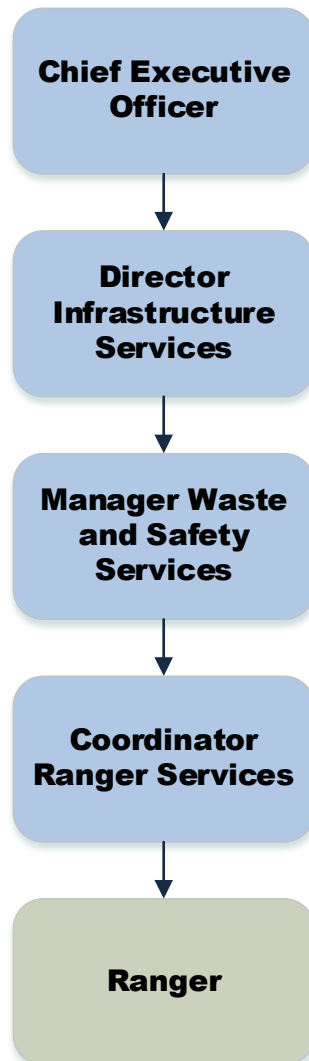 Chief Executive
Officer
Director
Infrastructure
Services
Manager Waste
and Safety
Services
Coordinator
Ranger Services
Ranger